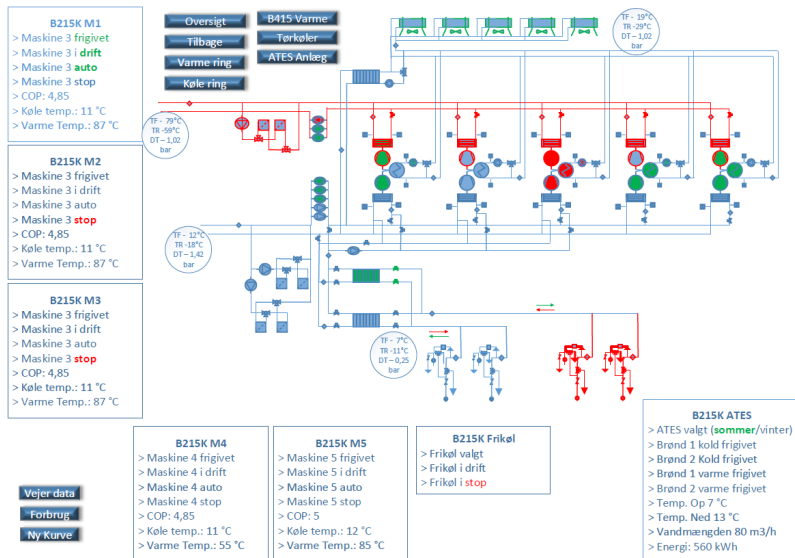 B215K M1
> Maskine 3 frigivet
> Maskine 3 i drift
> Maskine 3 auto
> Maskine 3 stop
> COP: 4,85
> Køle temp.: 11 °C
> Varme Temp.: 87 °C
Oversigt
B415 Varme
Tilbage
Tørkøler
Varme ring
ATES Anlæg
Køle ring
TF - 19°C
TR -29°C
DT – 1,02
bar
TF - 79°C
TR -59°C
DT – 1,02
bar
B215K M2
> Maskine 3 frigivet
> Maskine 3 i drift
> Maskine 3 auto
> Maskine 3 stop
> COP: 4,85
> Køle temp.: 11 °C
> Varme Temp.: 87 °C
TF - 12°C
TR -18°C
DT – 1,42
bar
B215K M3
> Maskine 3 frigivet
> Maskine 3 i drift
> Maskine 3 auto
> Maskine 3 stop
> COP: 4,85
> Køle temp.: 11 °C
> Varme Temp.: 87 °C
TF - 7°C
TR -11°C
DT – 0,25
bar
B215K M4
> Maskine 4 frigivet
> Maskine 4 i drift
> Maskine 4 auto
> Maskine 4 stop
> COP: 4,85
> Køle temp.: 11 °C
> Varme Temp.: 55 °C
B215K M5
> Maskine 5 frigivet
> Maskine 5 i drift
> Maskine 5 auto
> Maskine 5 stop
> COP: 5
> Køle temp.: 12 °C
> Varme Temp.: 85 °C
B215K Frikøl
> Frikøl valgt
> Frikøl i drift
> Frikøl i stop
B215K ATES
> ATES valgt (sommer/vinter)
> Brønd 1 kold frigivet
> Brønd 2 Kold frigivet
> Brønd 1 varme frigivet
> Brønd 2 varme frigivet
> Temp. Op 7 °C
> Temp. Ned 13 °C
> Vandmængden 80 m3/h
> Energi: 560 kWh
Vejer data
Forbrug
Ny Kurve